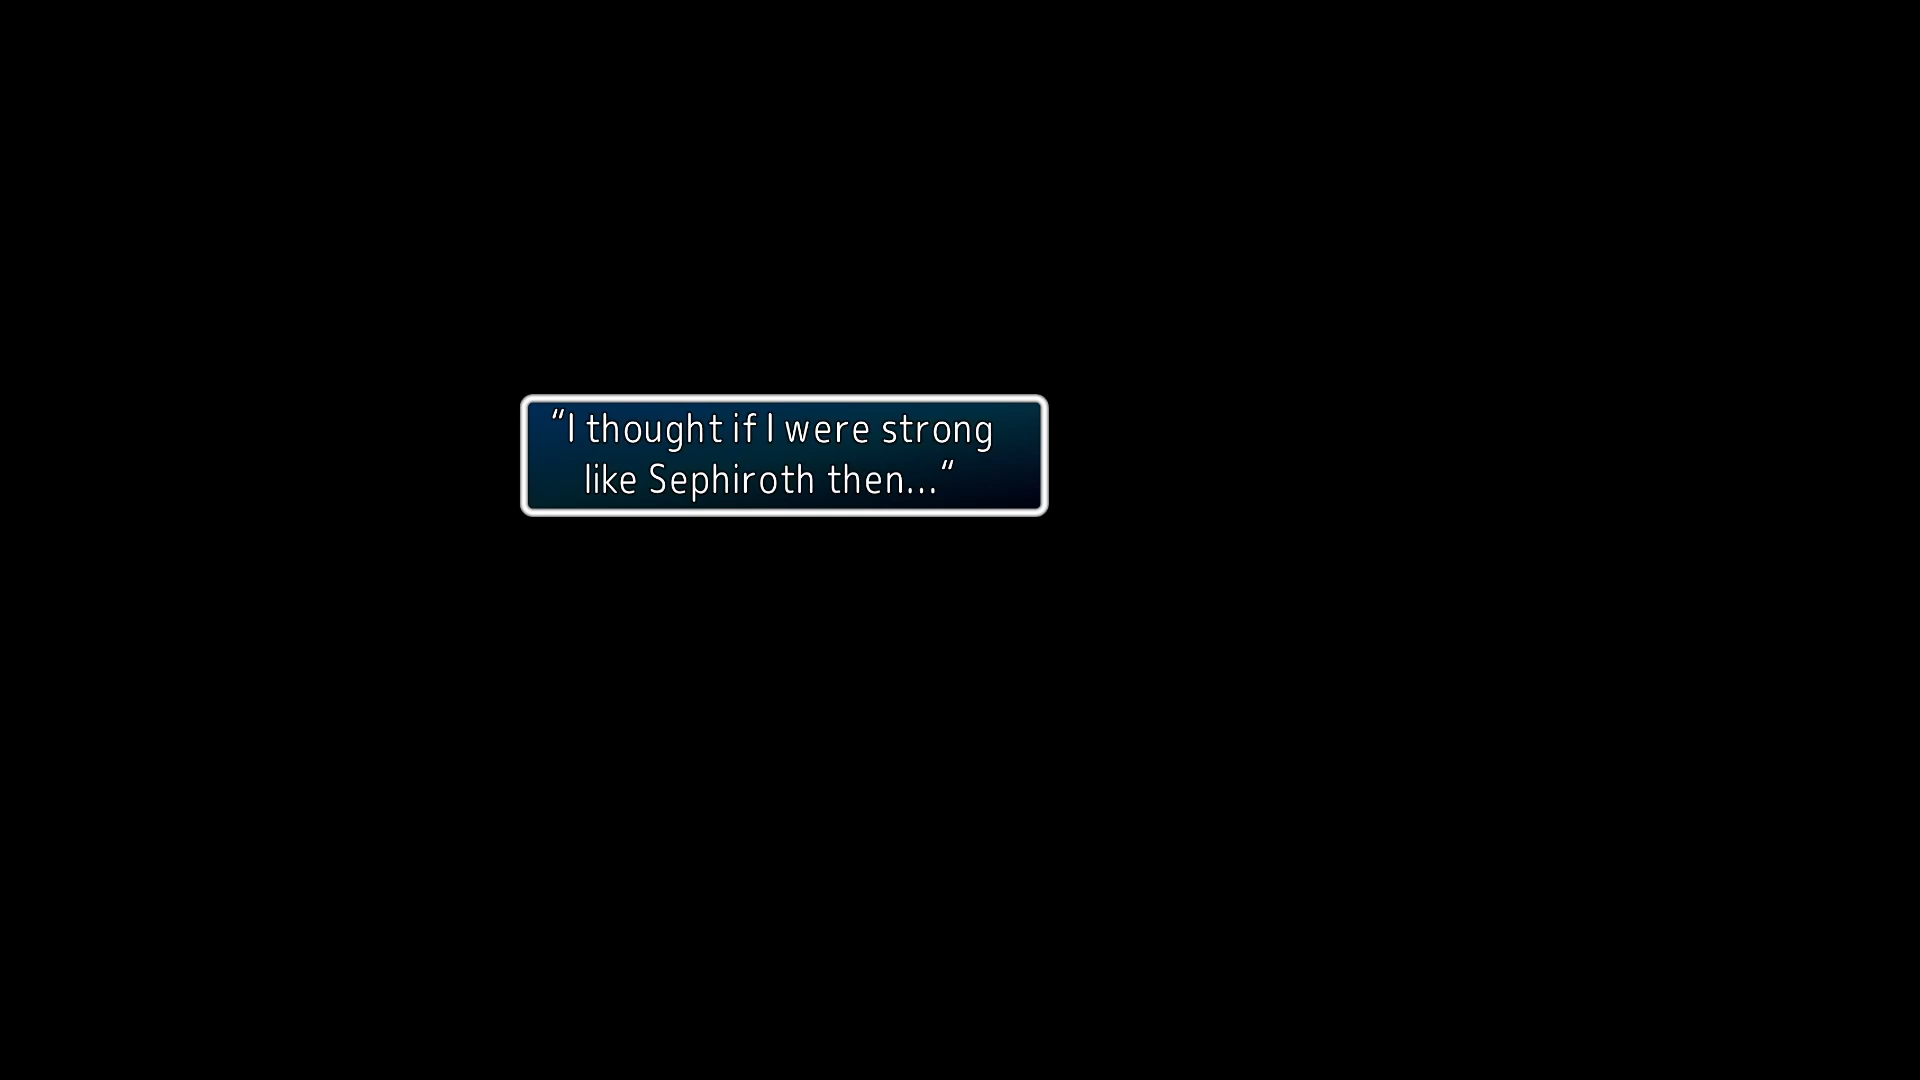 “I thought if I were strong
like Sephiroth then...“